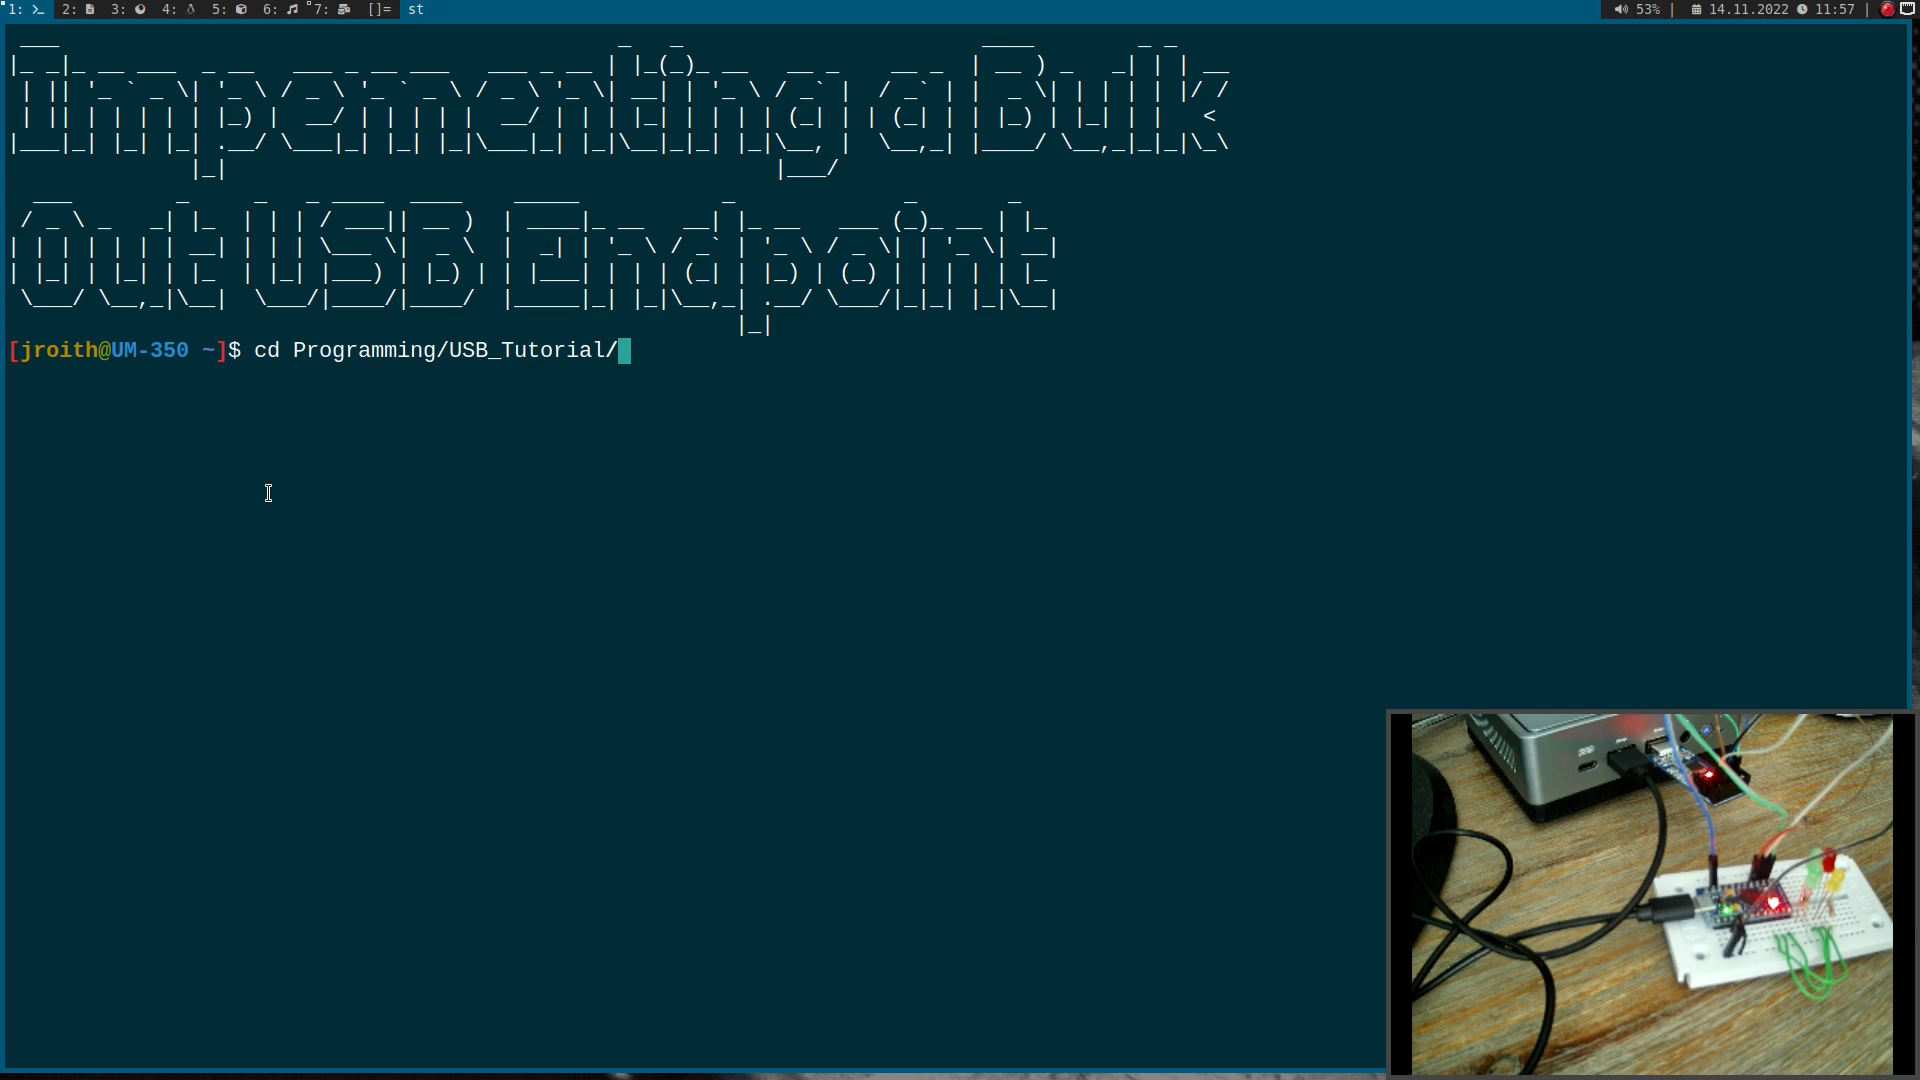 1: 2: 3: 4: 5: 6: 7: []= st 53% | 14.11.2022 11:57 |
Impementing a Bulk
Out USB Endpoint
[jroith@UM-350 ~]$ cd Programming/USB_Tutorial/